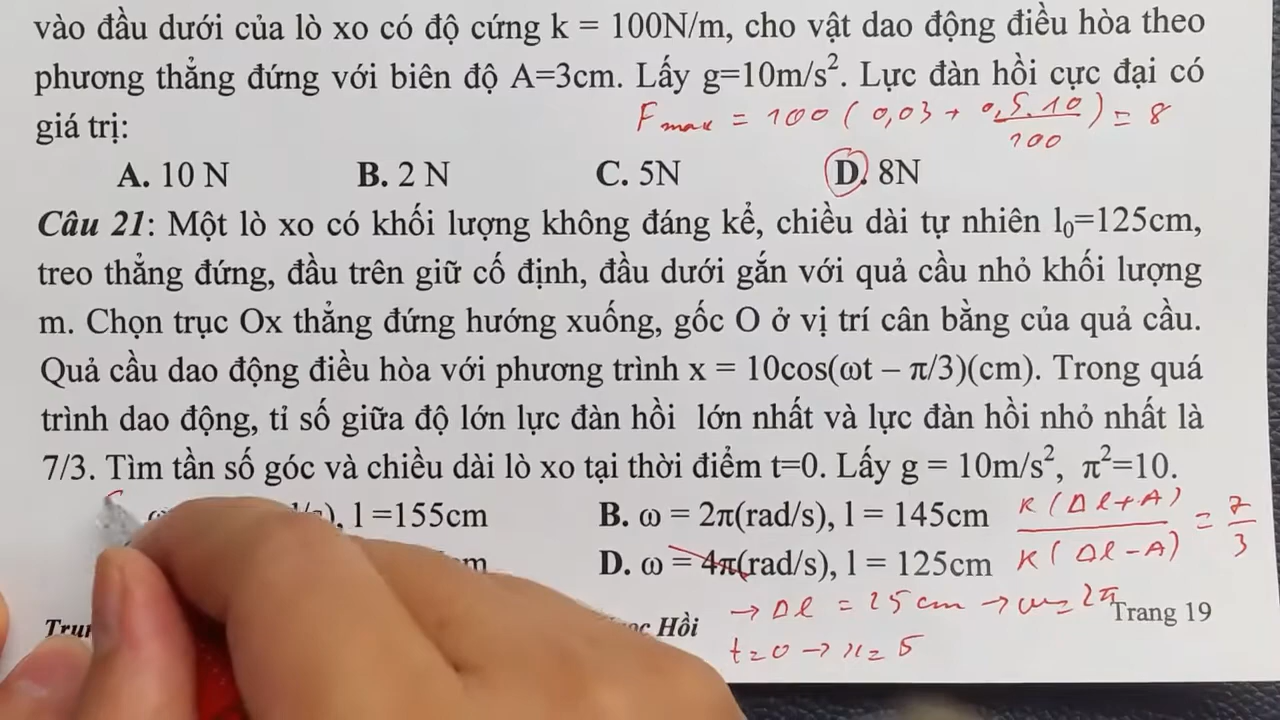 vào đầu dưới của lò xo có độ cứng k = 100N/m, cho vật dao động điều hòa theo
phương thẳng đứng với biên độ A=3cm. Lấy g=10m/s². Lực đàn hồi cực đại có
giá trị:
F max = 100 ( 0,03 + 0,5.10/100 ) = 8
A. 10 N B. 2 N C. 5N D. 8N
Câu 21: Một lò xo có khối lượng không đáng kể, chiều dài tự nhiên l₀=125cm,
treo thẳng đứng, đầu trên giữ cố định, đầu dưới gắn với quả cầu nhỏ khối lượng
m. Chọn trục Ox thẳng đứng hướng xuống, gốc O ở vị trí cân bằng của quả cầu.
Quả cầu dao động điều hòa với phương trình x = 10cos(ωt – π/3)(cm). Trong quá
trình dao động, tỉ số giữa độ lớn lực đàn hồi lớn nhất và lực đàn hồi nhỏ nhất là
7/3. Tìm tần số góc và chiều dài lò xo tại thời điểm t=0. Lấy g = 10m/s², π²=10.
, l =155cm B. ω = 2π(rad/s), l = 145cm
D. ω = 4π(rad/s), l = 125cm
K (Δl+A) / K (Δl–A) = 7/3
→ Δl = 25 cm → ω = 2π
Hồi Trang 19
t=0 → x = 5